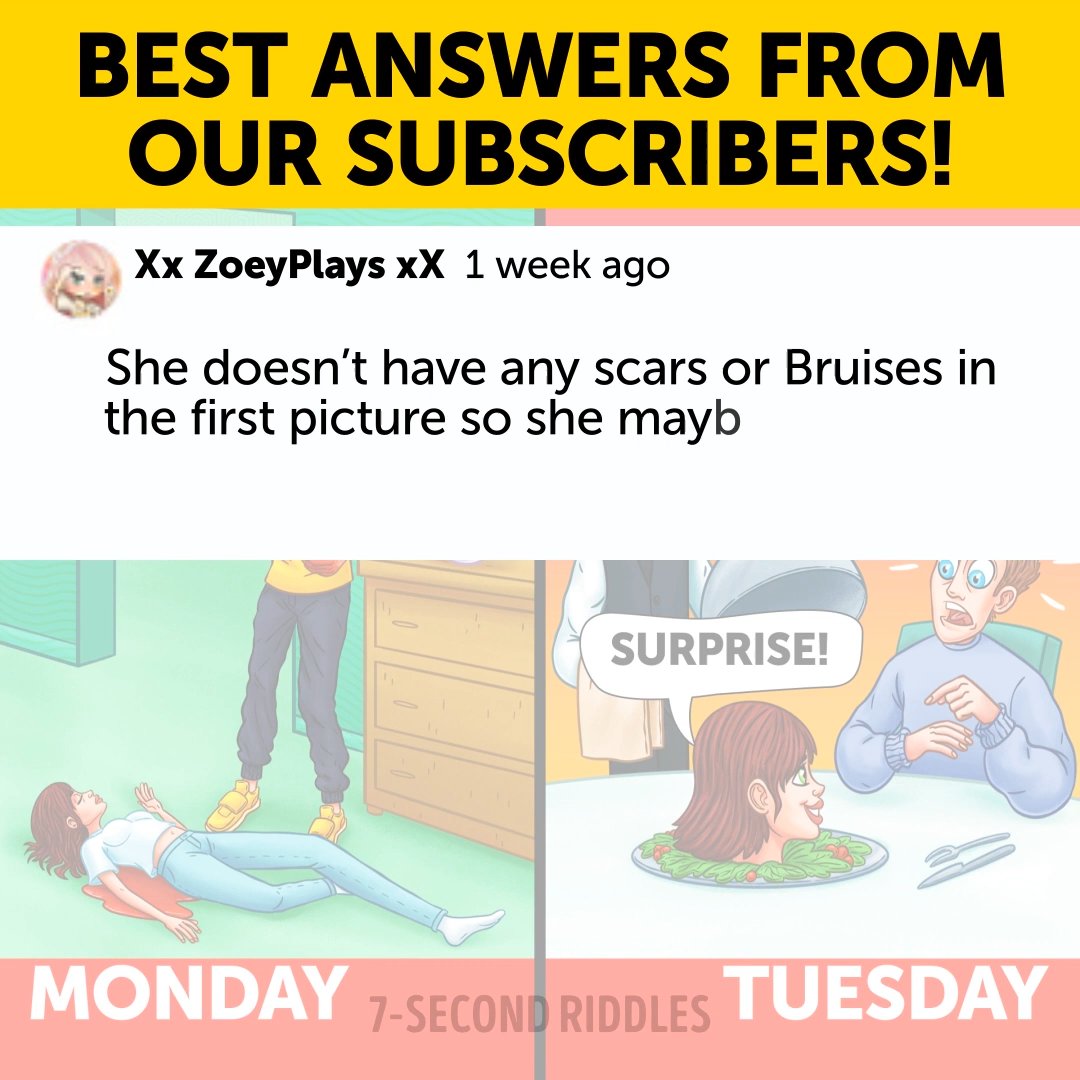 BEST ANSWERS FROM
OUR SUBSCRIBERS!
Xx ZoeyPlays xX 1 week ago
She doesn't have any scars or Bruises in
the first picture so she mayb
SURPRISE!
MONDAY
7-SECOND RIDDLES
TUESDAY